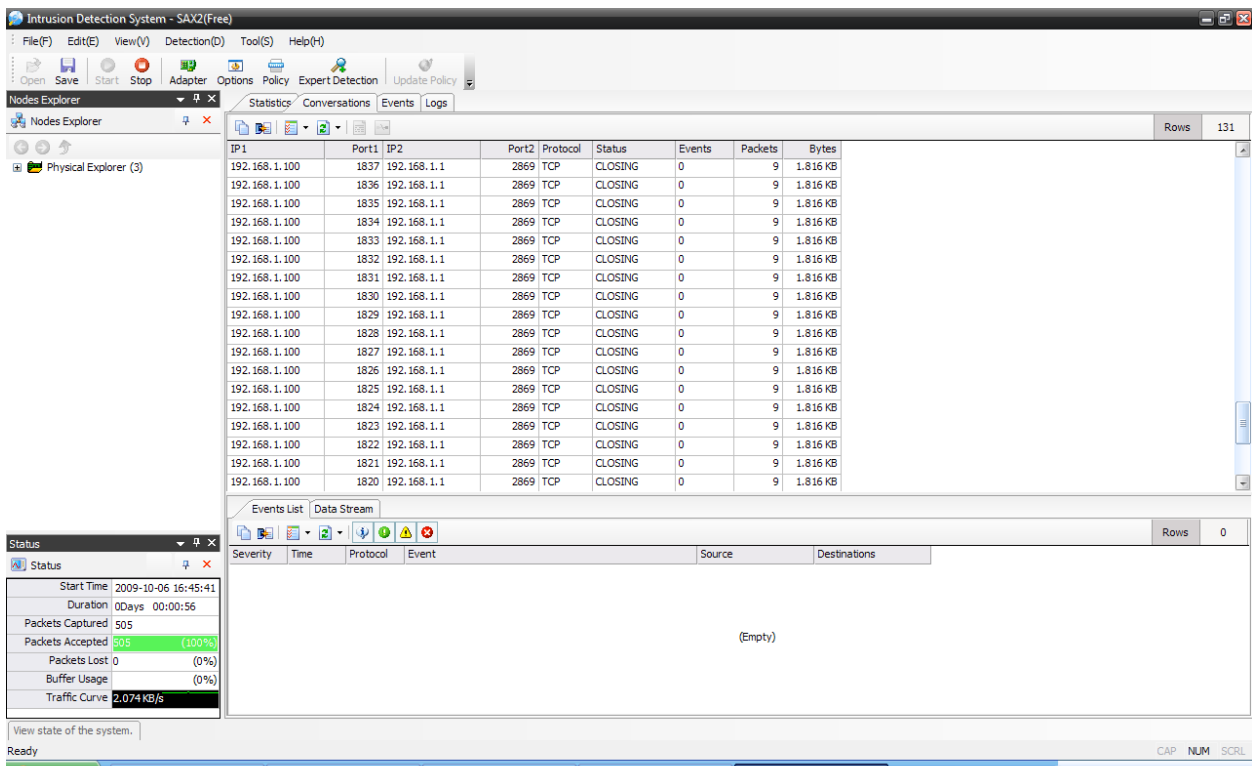 Intrusion Detection System - SAX2(Free)
File(F) Edit(E) View(V) Detection(D) Tool(S) Help(H)
Open Save Start Stop Adapter Options Policy Expert Detection Update Policy
Nodes Explorer
Nodes Explorer
Physical Explorer (3)
Statistics Conversations Events Logs
Rows 131
IP1 Port1 IP2 Port2 Protocol Status Events Packets Bytes
192.168.1.100 1837 192.168.1.1 2869 TCP CLOSING 0 9 1.816 KB
192.168.1.100 1836 192.168.1.1 2869 TCP CLOSING 0 9 1.816 KB
192.168.1.100 1835 192.168.1.1 2869 TCP CLOSING 0 9 1.816 KB
192.168.1.100 1834 192.168.1.1 2869 TCP CLOSING 0 9 1.816 KB
192.168.1.100 1833 192.168.1.1 2869 TCP CLOSING 0 9 1.816 KB
192.168.1.100 1832 192.168.1.1 2869 TCP CLOSING 0 9 1.816 KB
192.168.1.100 1831 192.168.1.1 2869 TCP CLOSING 0 9 1.816 KB
192.168.1.100 1830 192.168.1.1 2869 TCP CLOSING 0 9 1.816 KB
192.168.1.100 1829 192.168.1.1 2869 TCP CLOSING 0 9 1.816 KB
192.168.1.100 1828 192.168.1.1 2869 TCP CLOSING 0 9 1.816 KB
192.168.1.100 1827 192.168.1.1 2869 TCP CLOSING 0 9 1.816 KB
192.168.1.100 1826 192.168.1.1 2869 TCP CLOSING 0 9 1.816 KB
192.168.1.100 1825 192.168.1.1 2869 TCP CLOSING 0 9 1.816 KB
192.168.1.100 1824 192.168.1.1 2869 TCP CLOSING 0 9 1.816 KB
192.168.1.100 1823 192.168.1.1 2869 TCP CLOSING 0 9 1.816 KB
192.168.1.100 1822 192.168.1.1 2869 TCP CLOSING 0 9 1.816 KB
192.168.1.100 1821 192.168.1.1 2869 TCP CLOSING 0 9 1.816 KB
192.168.1.100 1820 192.168.1.1 2869 TCP CLOSING 0 9 1.816 KB
Events List Data Stream
Rows 0
Severity Time Protocol Event Source Destinations
(Empty)
Status
Status
Start Time 2009-10-06 16:45:41
Duration 0Days 00:00:56
Packets Captured 505
Packets Accepted 505 (100%)
Packets Lost 0 (0%)
Buffer Usage (0%)
Traffic Curve 2.074 KB/s
View state of the system.
Ready
CAP NUM SCRL